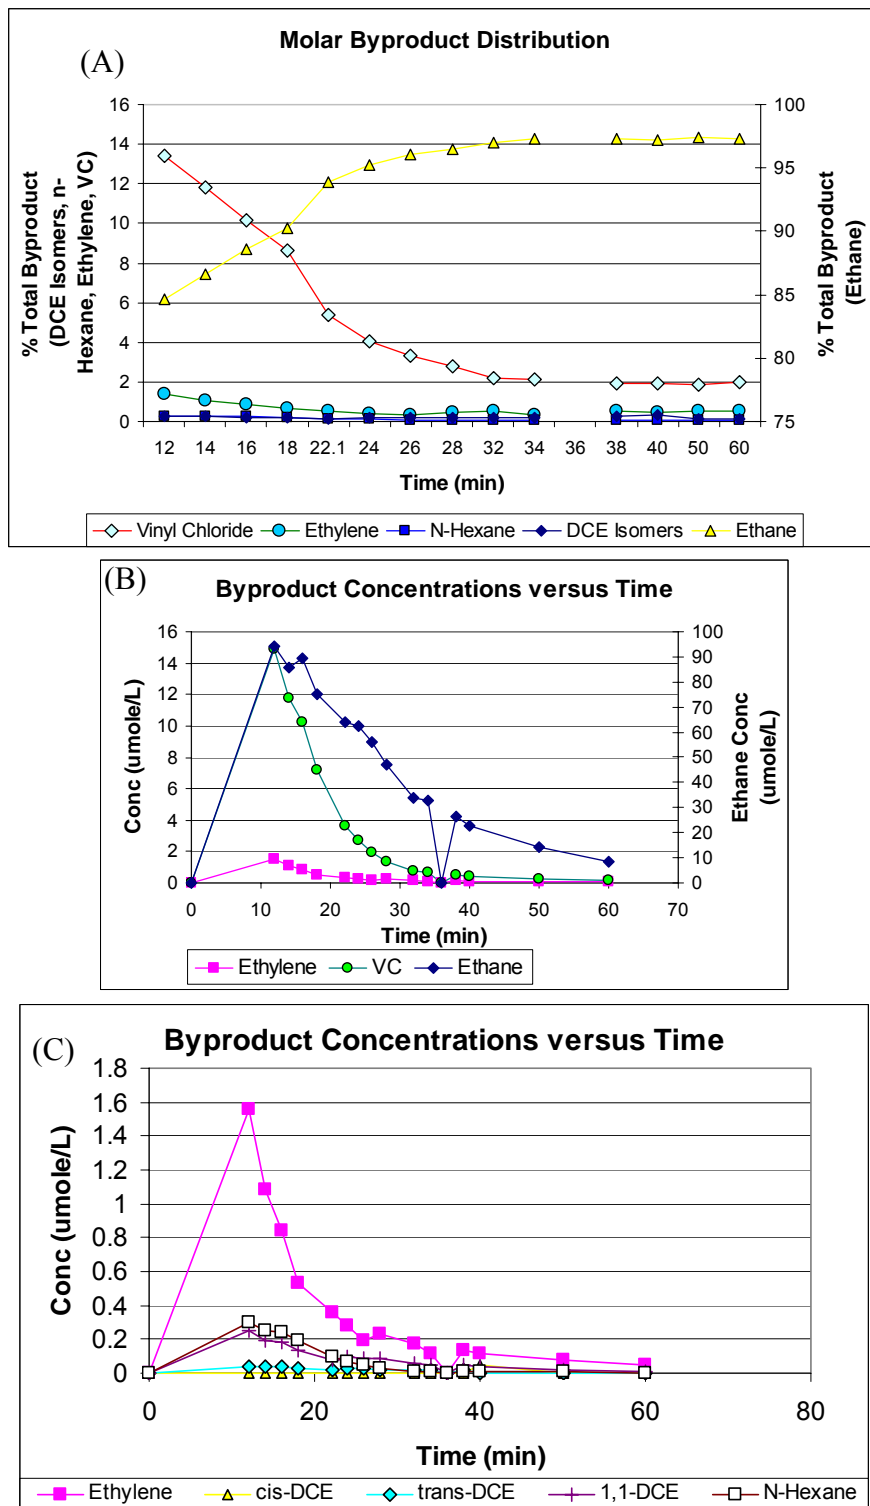 (A)
Molar Byproduct Distribution
% Total Byproduct
(DCE Isomers, n-
Hexane, Ethylene, VC)
16
14
12
10
8
6
4
2
0
100
95
90
85
80
75
% Total Byproduct
(Ethane)
12 14 16 18 22.1 24 26 28 32 34 38 40 50 60
Time (min)
Vinyl Chloride Ethylene N-Hexane DCE Isomers Ethane
(B)
Byproduct Concentrations versus Time
Conc (umole/L)
16
14
12
10
8
6
4
2
0
100
90
80
70
60
50
40
30
20
10
0
Ethane Conc
(umole/L)
0 10 20 30 40 50 60 70
Time (min)
Ethylene VC Ethane
(C)
Byproduct Concentrations versus Time
Conc (umole/L)
1.8
1.6
1.4
1.2
1
0.8
0.6
0.4
0.2
0
0 20 40 60 80
Time (min)
Ethylene cis-DCE trans-DCE 1,1-DCE N-Hexane